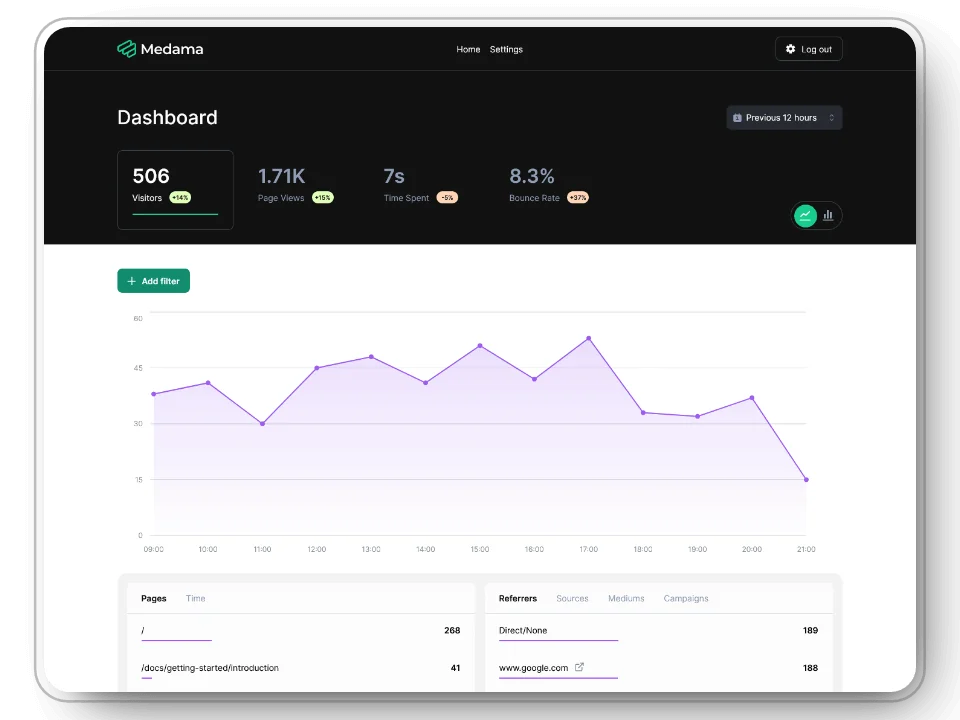 Medama
Home Settings
Log out
Dashboard
Previous 12 hours
506 1.71K 7s 8.3%
Visitors +14% Page Views +15% Time Spent -5% Bounce Rate +37%
+ Add filter
60
45
30
15
0
09:00 10:00 11:00 12:00 13:00 14:00 15:00 16:00 17:00 18:00 19:00 20:00 21:00
Pages Time
/ 268
/docs/getting-started/introduction 41
Referrers Sources Mediums Campaigns
Direct/None 189
www.google.com 188